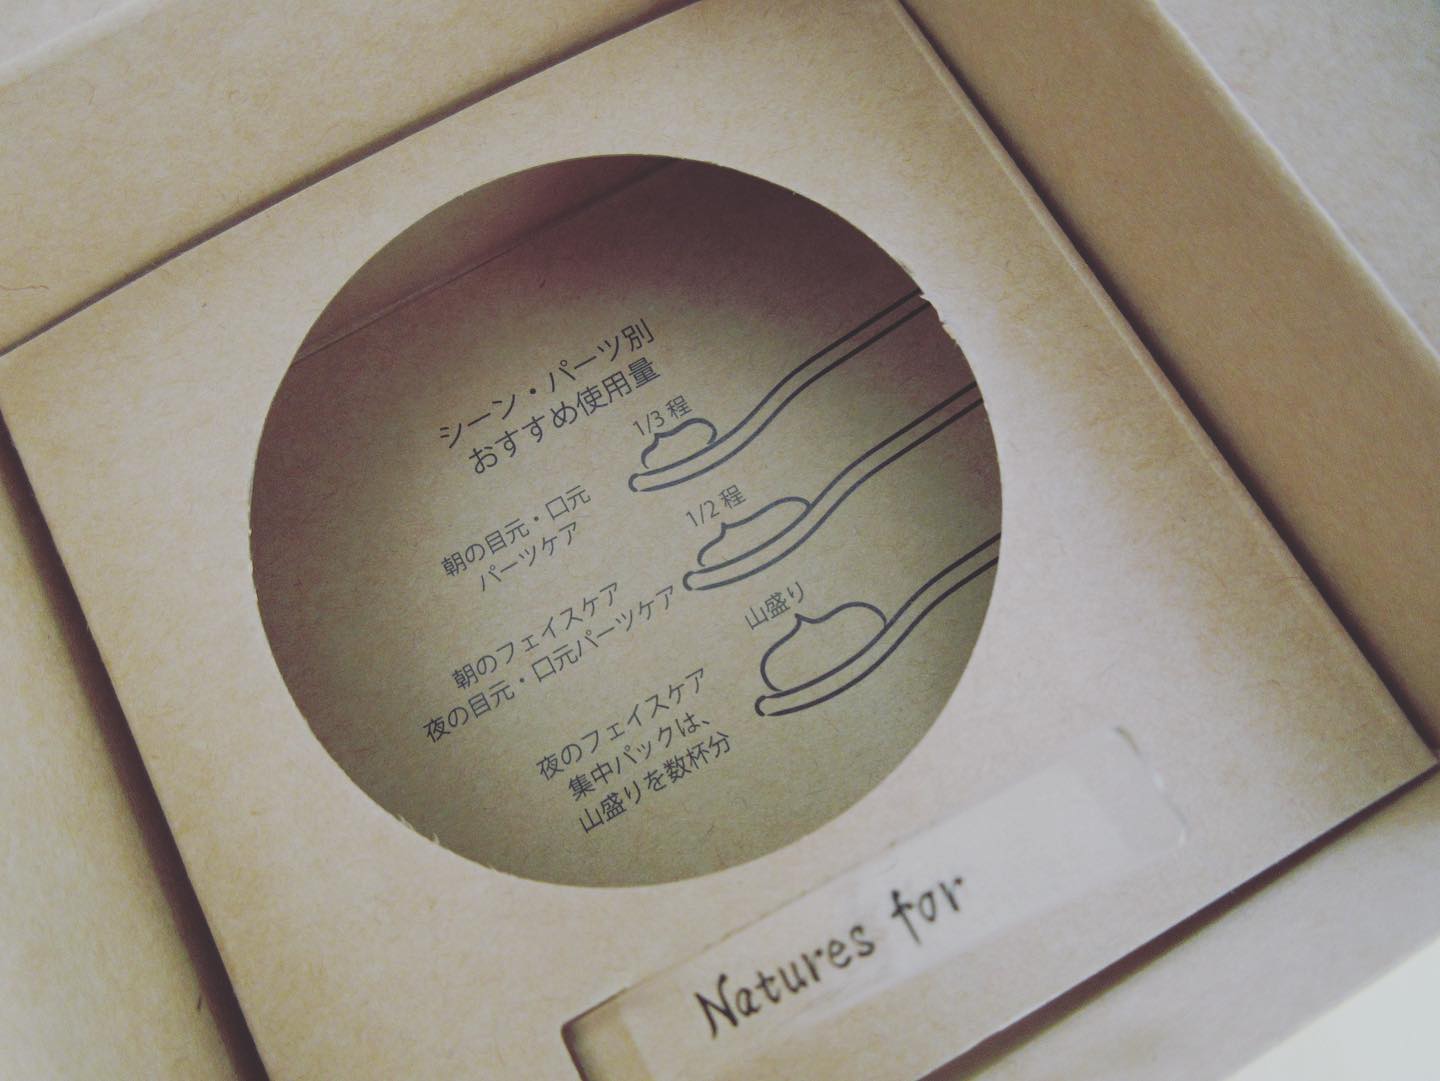 シーン・パーツ別
おすすめ使用量
1/3 程
朝の目元・口元
パーツケア
1/2 程
朝のフェイスケア
夜の目元・口元パーツケア
山盛り
夜のフェイスケア
集中パックは、
山盛りを数杯分
Natures for